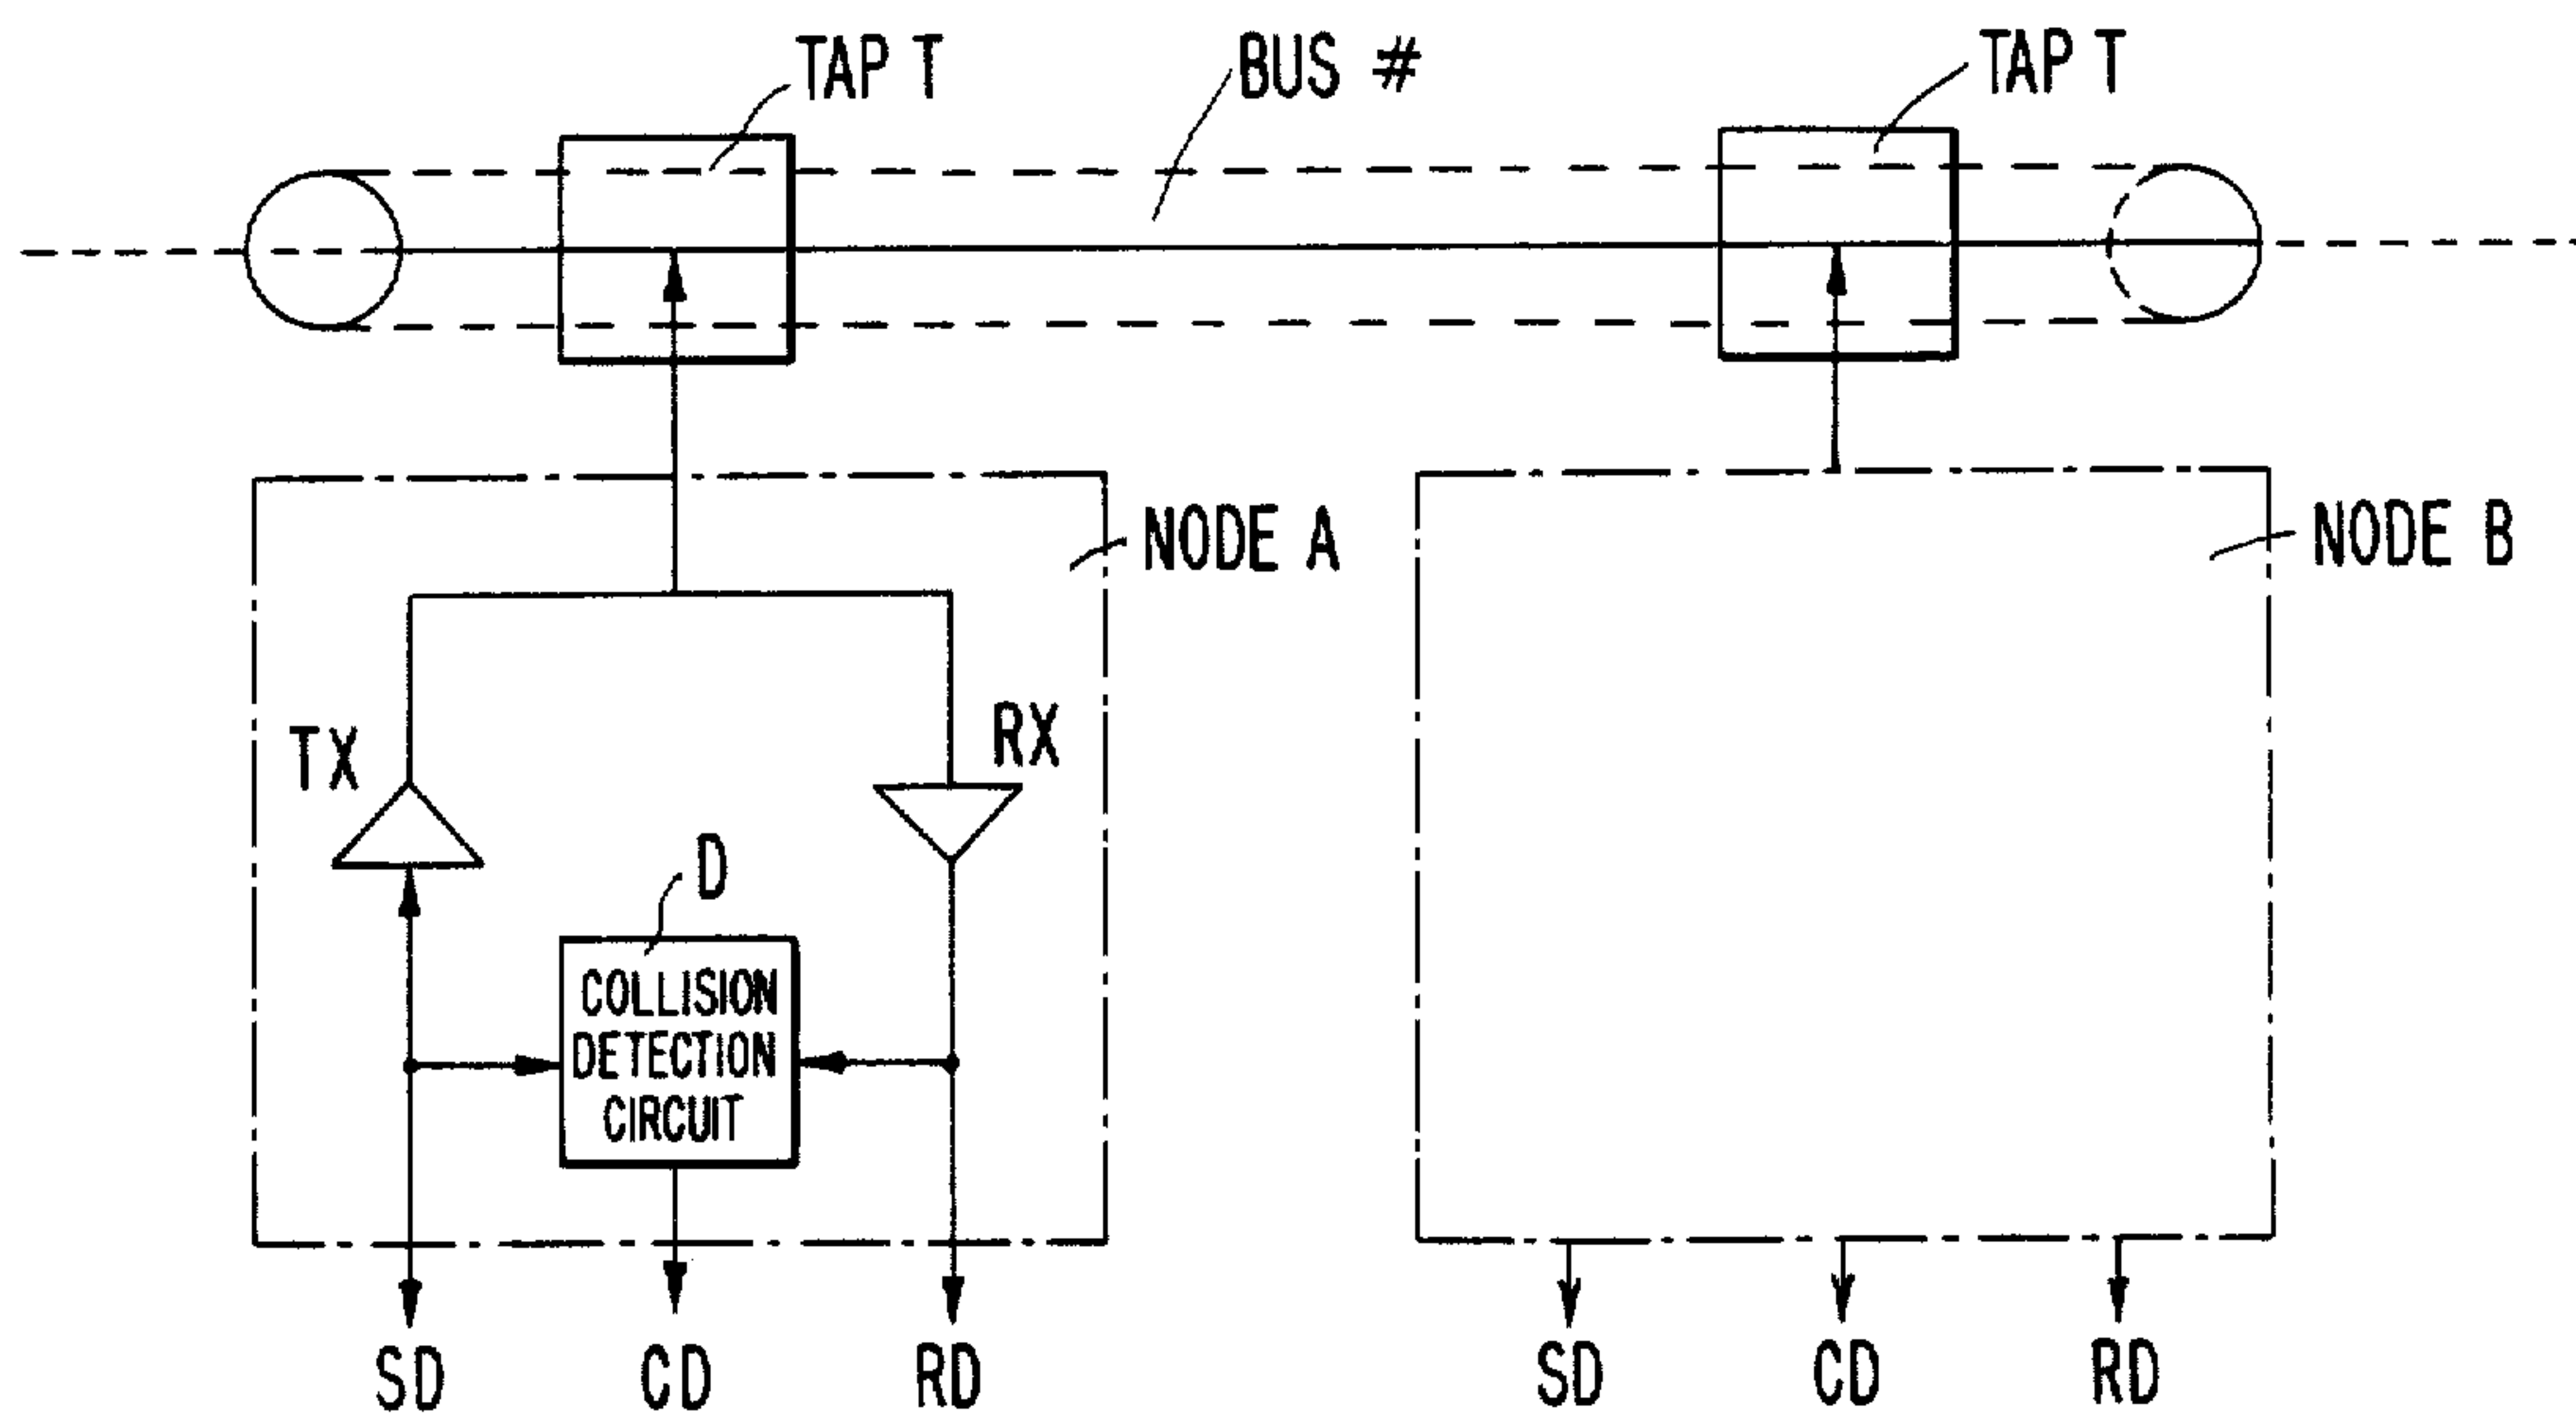 TAP T
BUS #
TAP T
NODE A
NODE B
TX
RX
D
COLLISION
DETECTION
CIRCUIT
SD
CD
RD
SD
CD
RD